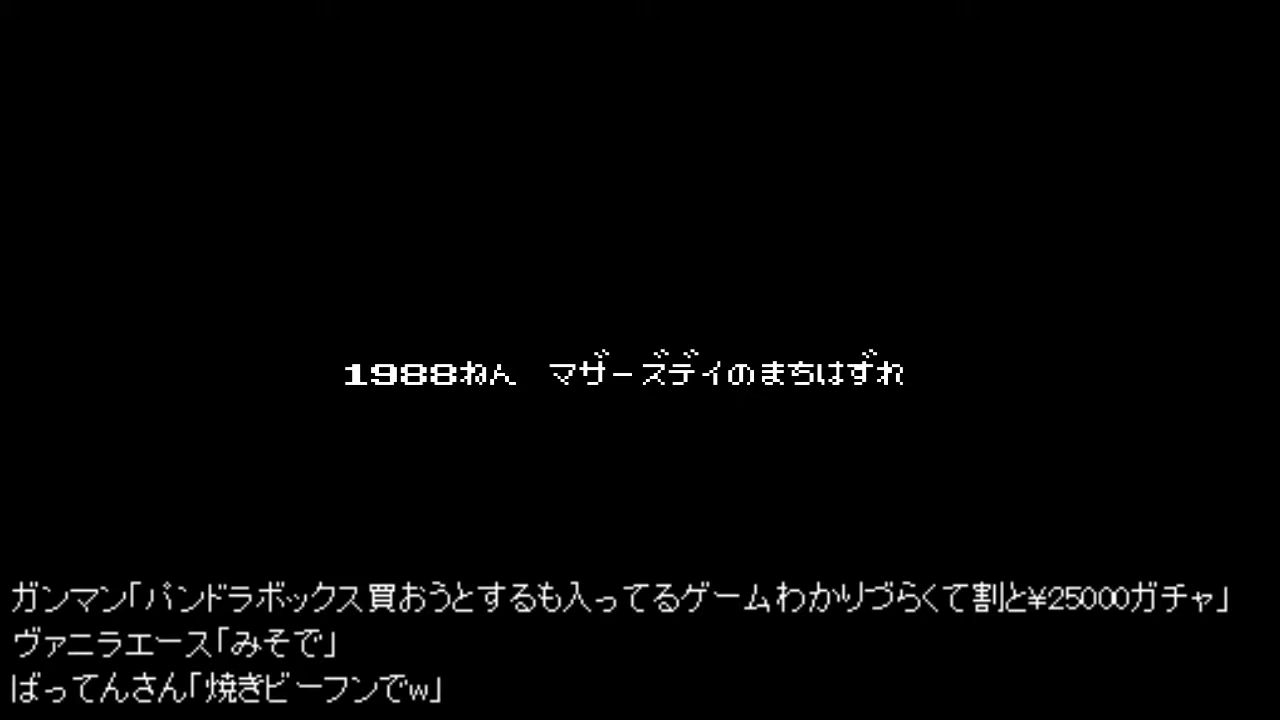 1988ねん　マザーズデイのまちはずれ
ガンマン「パンドラボックス買おうとするも入ってるゲームわかりづらくて割と¥25000ガチャ」
ヴァニラエース「みそで」
ばってんさん「焼きビーフンでw」